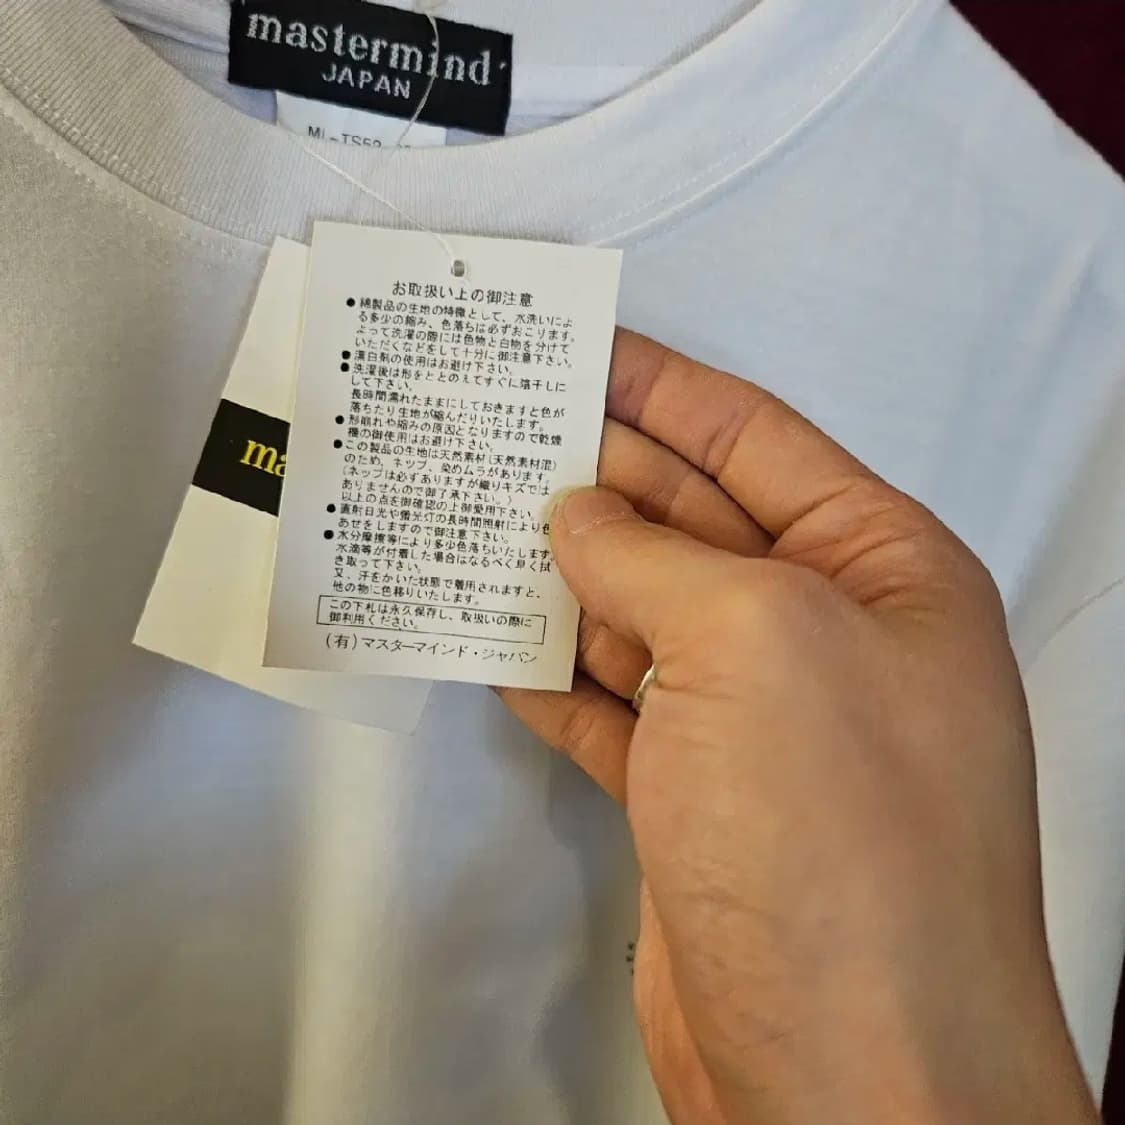 mastermind
JAPAN
お取扱い上の御注意
●綿製品の生地の特徴として、水洗いによ
る多少の縮み、色落ちは必ずおこります。
よって洗濯の際には色物と白物を分けて
いただくなどをして十分に御注意下さい。
●漂白剤の使用はお避け下さい。
●洗濯後は形をととのえてすぐに陰干しに
して下さい。
長時間濡れたままにしておきますと色が
落ちたり生地が縮んだりいたします。
●形崩れや縮みの原因となりますので乾燥
機の御使用はお避け下さい。
●この製品の生地は天然素材(天然素材混)
のため、ネップ、染めムラがあります。
(ネップは必ずありますが織りキズでは
ありませんので御了承下さい。)
以上の点を御確認の上御愛用下さい。
●直射日光や螢光灯の長時間照射により色
あせをしますので御注意下さい。
●水分摩擦等により多少色落ちいたします。
水滴等が付着した場合はなるべく早く拭
き取って下さい。
又、汗をかいた状態で着用されますと、
他の物に色移りいたします。
この下札は永久保存し、取扱いの際に
御利用ください。
(有)マスターマインド・ジャパン
ma